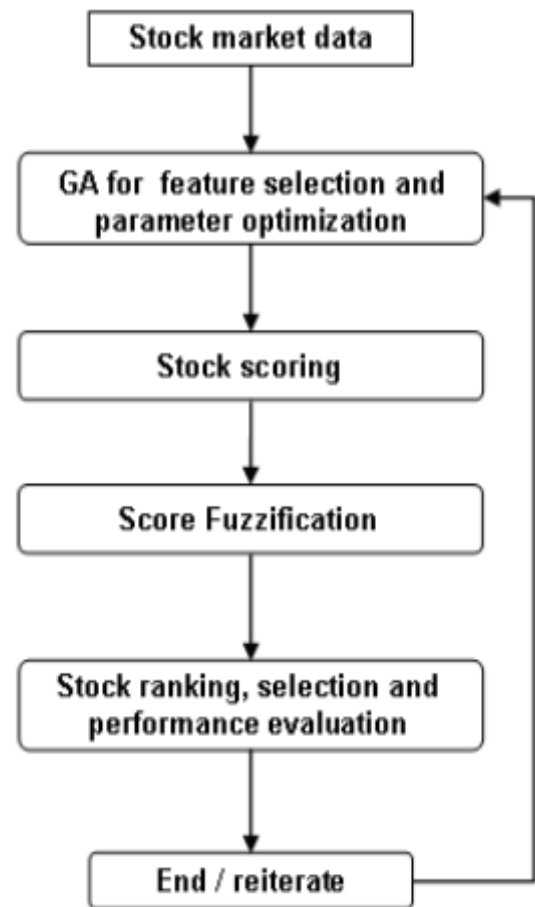 Stock market data
GA for feature selection and
parameter optimization
Stock scoring
Score Fuzzification
Stock ranking, selection and
performance evaluation
End / reiterate